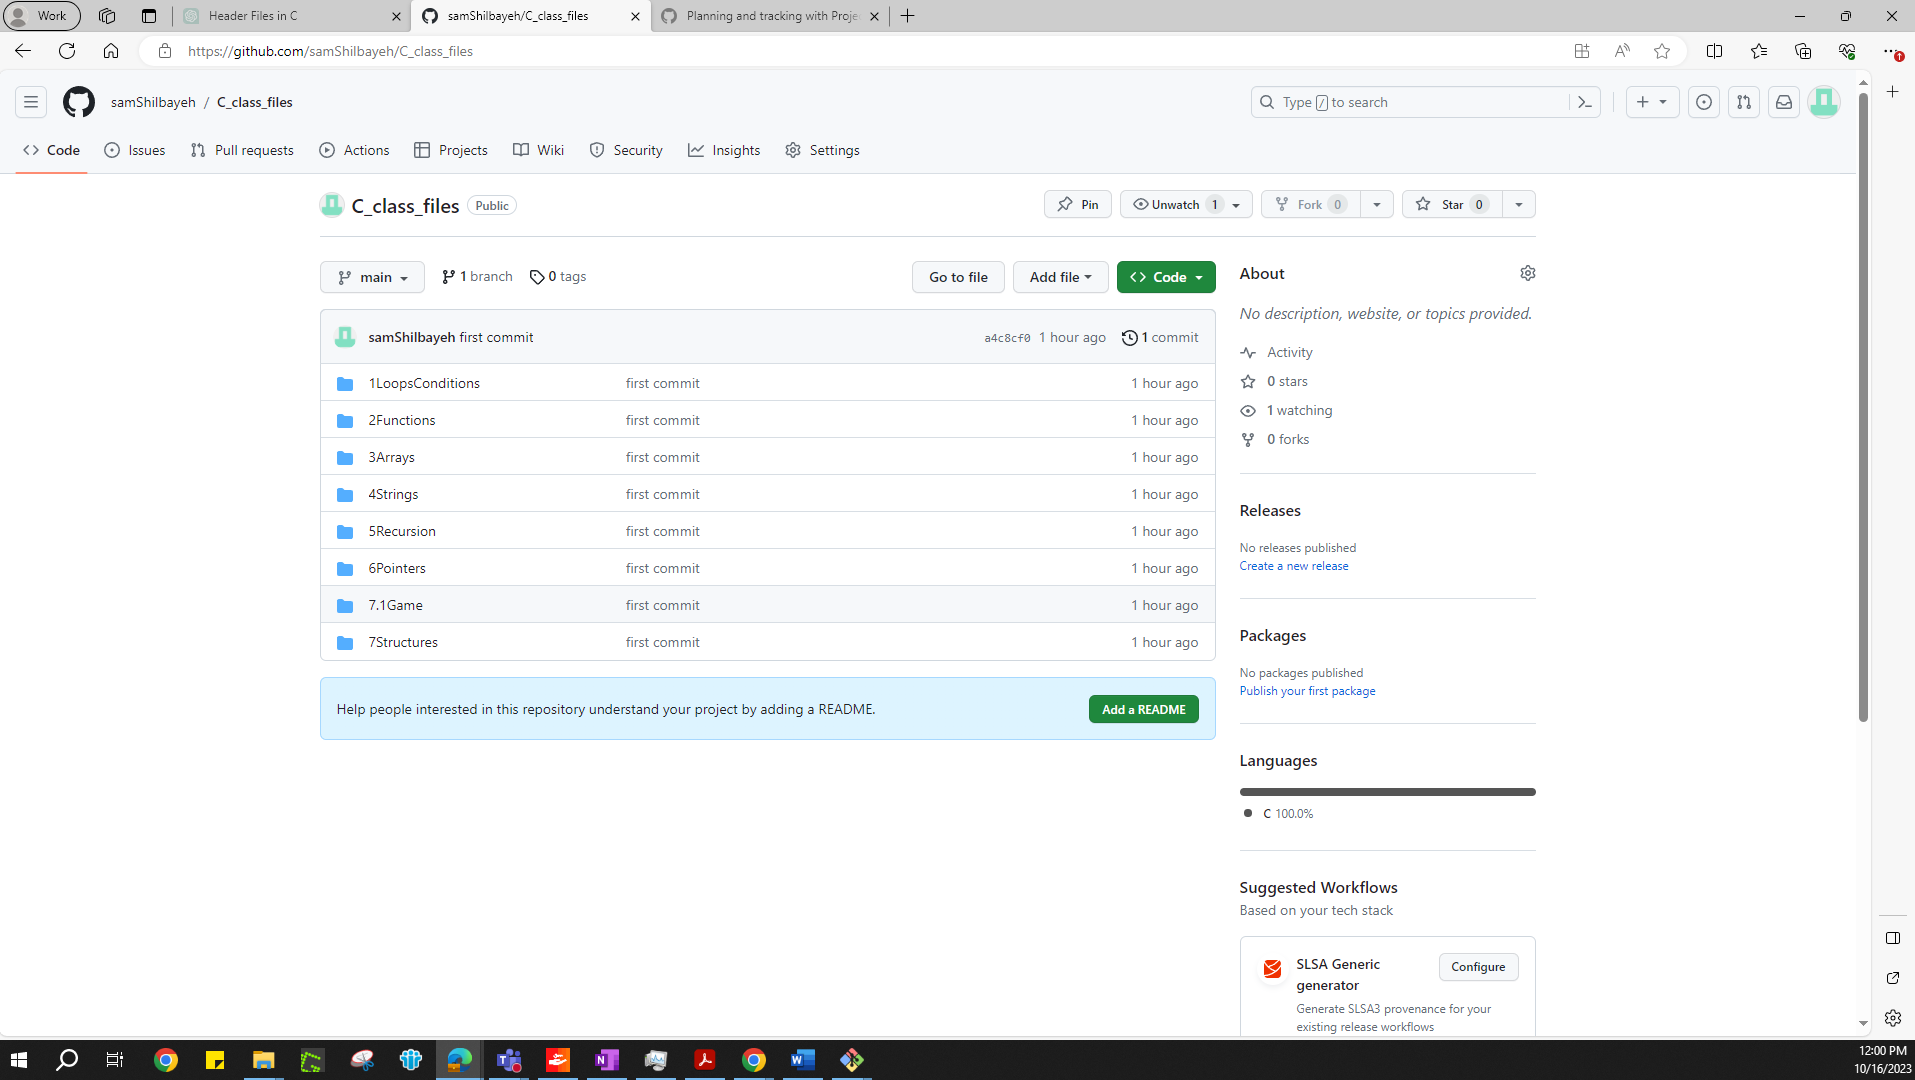 Work
Header Files in C
samShilbayeh/C_class_files
Planning and tracking with Proje
https://github.com/samShilbayeh/C_class_files
samShilbayeh / C_class_files
Type / to search
Code
Issues
Pull requests
Actions
Projects
Wiki
Security
Insights
Settings
C_class_files Public
Pin
Unwatch 1
Fork 0
Star 0
main
1 branch
0 tags
Go to file
Add file
Code
samShilbayeh first commit a4c8cf0 1 hour ago 1 commit
1LoopsConditions first commit 1 hour ago
2Functions first commit 1 hour ago
3Arrays first commit 1 hour ago
4Strings first commit 1 hour ago
5Recursion first commit 1 hour ago
6Pointers first commit 1 hour ago
7.1Game first commit 1 hour ago
7Structures first commit 1 hour ago
Help people interested in this repository understand your project by adding a README.
Add a README
About
No description, website, or topics provided.
Activity
0 stars
1 watching
0 forks
Releases
No releases published
Create a new release
Packages
No packages published
Publish your first package
Languages
C 100.0%
Suggested Workflows
Based on your tech stack
SLSA Generic
generator
Configure
Generate SLSA3 provenance for your
existing release workflows
12:00 PM
10/16/2023